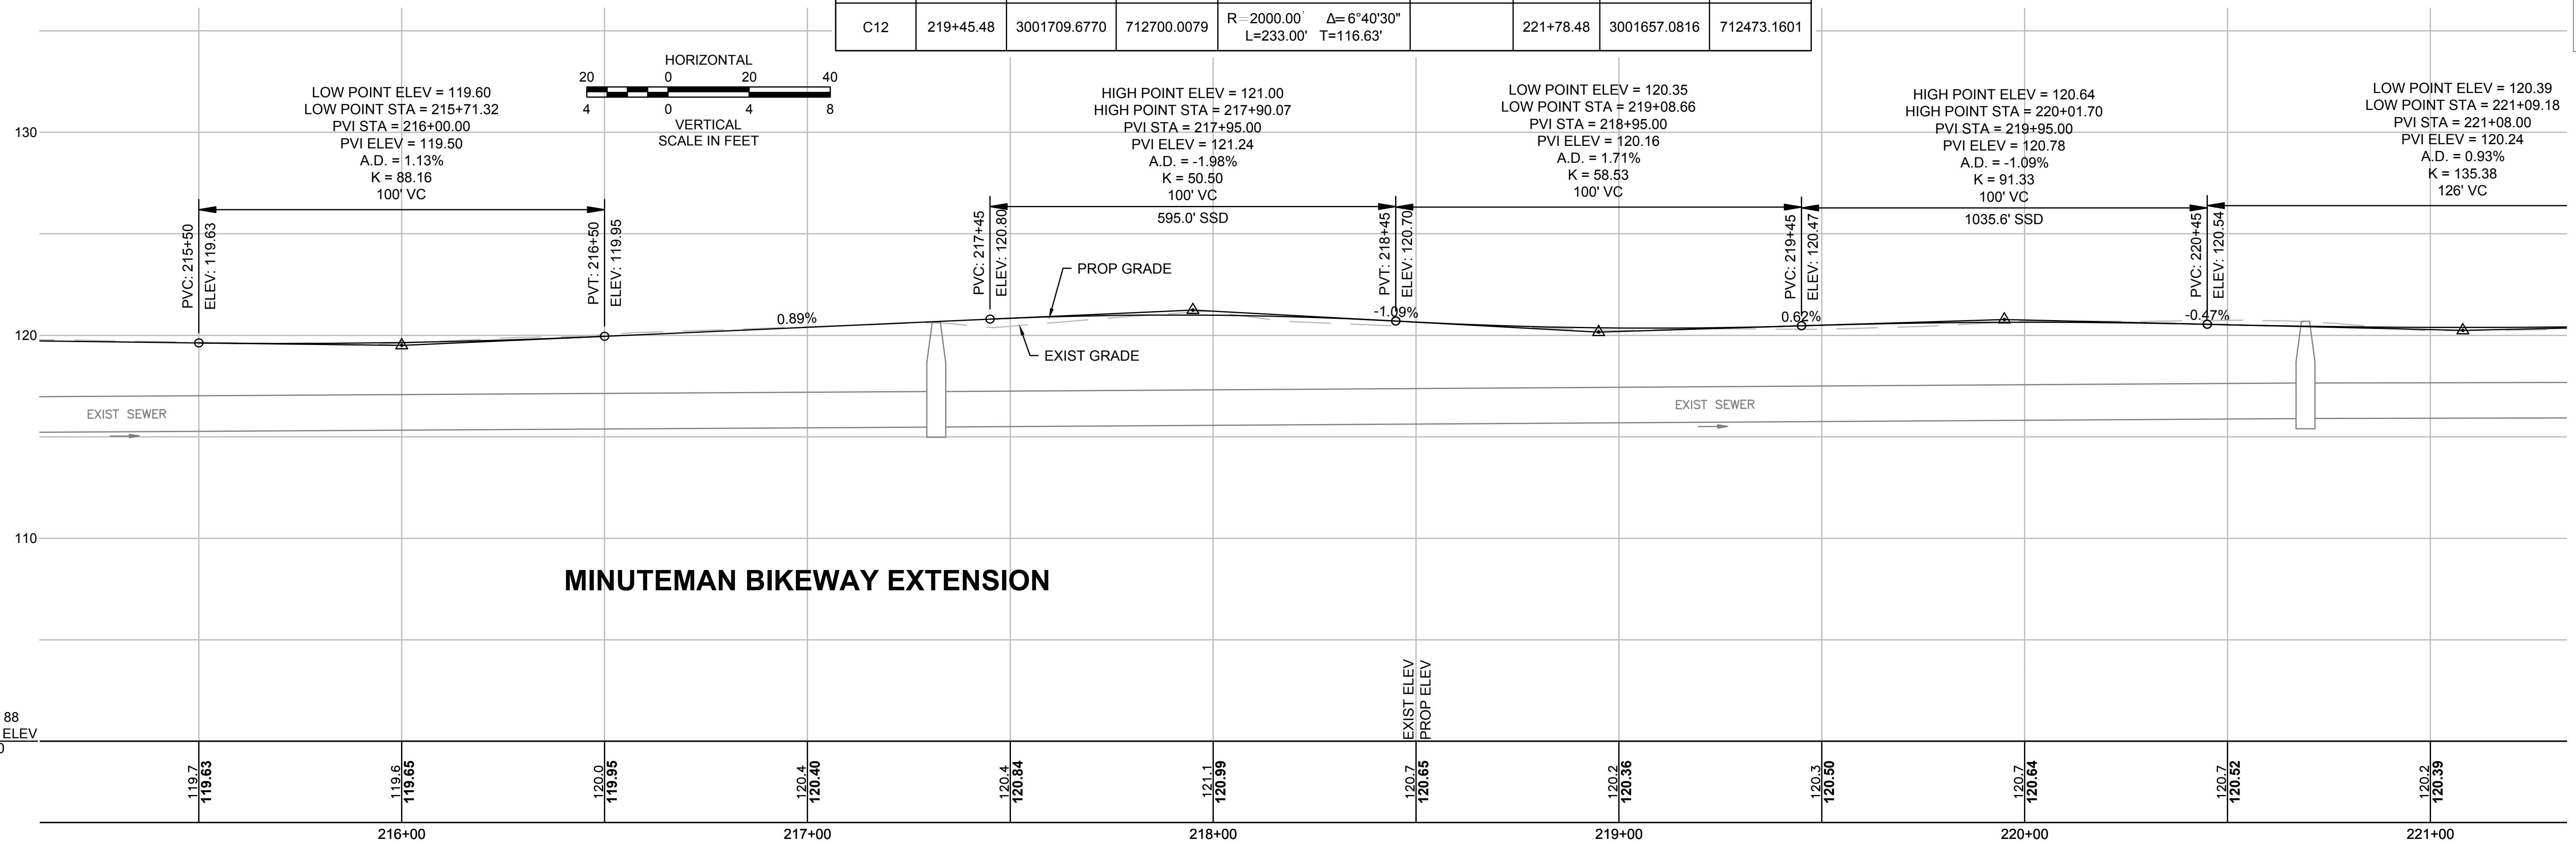 C12 219+45.48 3001709.6770 712700.0079 R=2000.00' Δ=6°40'30" 221+78.48 3001657.0816 712473.1601
L=233.00' T=116.63'
HORIZONTAL
20 0 20 40
4 0 4 8
VERTICAL
SCALE IN FEET
LOW POINT ELEV = 119.60
LOW POINT STA = 215+71.32
PVI STA = 216+00.00
PVI ELEV = 119.50
A.D. = 1.13%
K = 88.16
100' VC
HIGH POINT ELEV = 121.00
HIGH POINT STA = 217+90.07
PVI STA = 217+95.00
PVI ELEV = 121.24
A.D. = -1.98%
K = 50.50
100' VC
595.0' SSD
LOW POINT ELEV = 120.35
LOW POINT STA = 219+08.66
PVI STA = 218+95.00
PVI ELEV = 120.16
A.D. = 1.71%
K = 58.53
100' VC
HIGH POINT ELEV = 120.64
HIGH POINT STA = 220+01.70
PVI STA = 219+95.00
PVI ELEV = 120.78
A.D. = -1.09%
K = 91.33
100' VC
1035.6' SSD
LOW POINT ELEV = 120.39
LOW POINT STA = 221+09.18
PVI STA = 221+08.00
PVI ELEV = 120.24
A.D. = 0.93%
K = 135.38
126' VC
PVC: 215+50
ELEV: 119.63
PVT: 216+50
ELEV: 119.95
PVC: 217+45
ELEV: 120.80
PVT: 218+45
ELEV: 120.70
PVC: 219+45
ELEV: 120.47
PVC: 220+45
ELEV: 120.54
130
120
110
0.89%
-1.09%
0.62%
-0.47%
PROP GRADE
EXIST GRADE
EXIST SEWER
EXIST SEWER
MINUTEMAN BIKEWAY EXTENSION
EXIST ELEV
PROP ELEV
88
ELEV
0
119.7
119.63
119.6
119.65
120.0
119.95
120.4
120.40
120.4
120.84
121.1
120.99
120.7
120.65
120.2
120.36
120.3
120.50
120.7
120.64
120.7
120.52
120.2
120.39
216+00 217+00 218+00 219+00 220+00 221+00